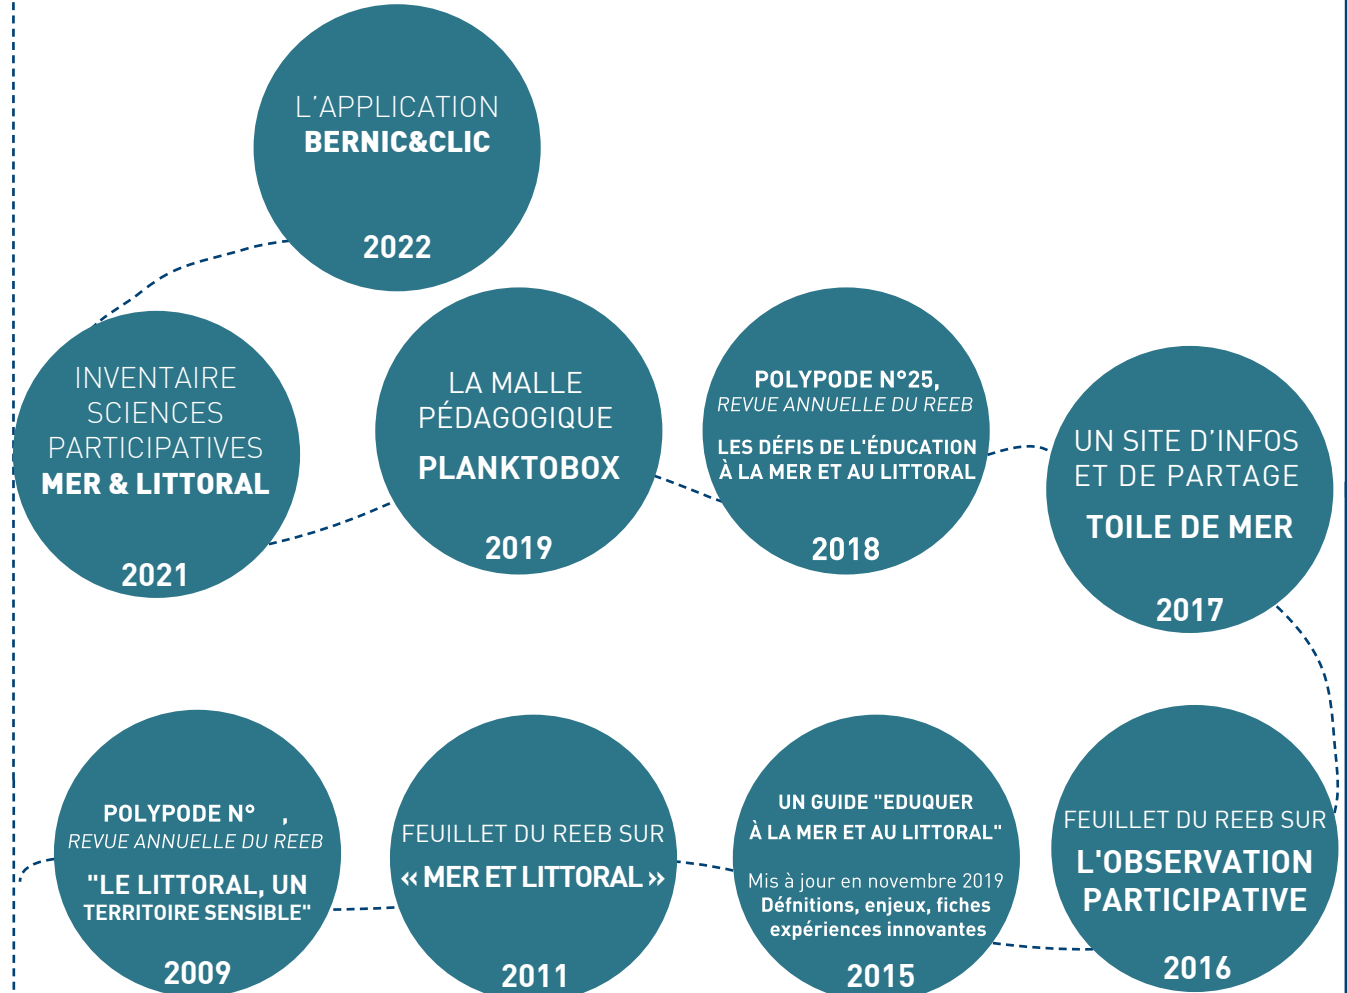 L'APPLICATION
BERNIC&CLIC
2022
INVENTAIRE
SCIENCES
PARTICIPATIVES
MER & LITTORAL
2021
LA MALLE
PÉDAGOGIQUE
PLANKTOBOX
2019
POLYPODE N°25,
REVUE ANNUELLE DU REEB
LES DÉFIS DE L'ÉDUCATION
À LA MER ET AU LITTORAL
2018
UN SITE D'INFOS
ET DE PARTAGE
TOILE DE MER
2017
POLYPODE N° ,
REVUE ANNUELLE DU REEB
"LE LITTORAL, UN
TERRITOIRE SENSIBLE"
2009
FEUILLET DU REEB SUR
« MER ET LITTORAL »
2011
UN GUIDE "EDUQUER
À LA MER ET AU LITTORAL"
Mis à jour en novembre 2019
Défnitions, enjeux, fiches
expériences innovantes
2015
FEUILLET DU REEB SUR
L'OBSERVATION
PARTICIPATIVE
2016